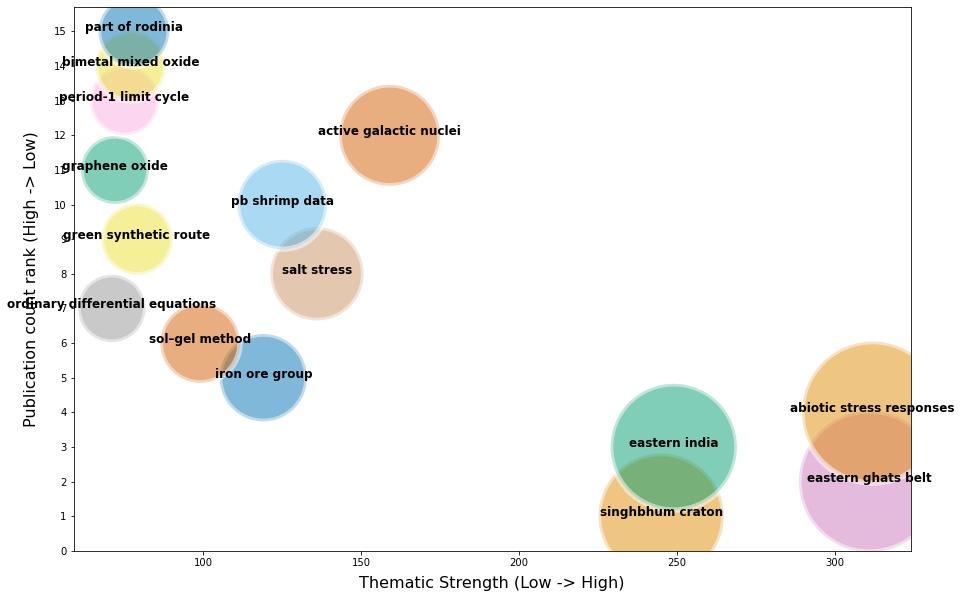 15
part of rodinia
14
bimetal mixed oxide
13
period-1 limit cycle
12
active galactic nuclei
11
graphene oxide
10
pb shrimp data
9
green synthetic route
8
salt stress
7
ordinary differential equations
6
sol–gel method
5
iron ore group
4
abiotic stress responses
3
eastern india
2
eastern ghats belt
1
singhbhum craton
0
Publication count rank (High -> Low)
100 150 200 250 300
Thematic Strength (Low -> High)